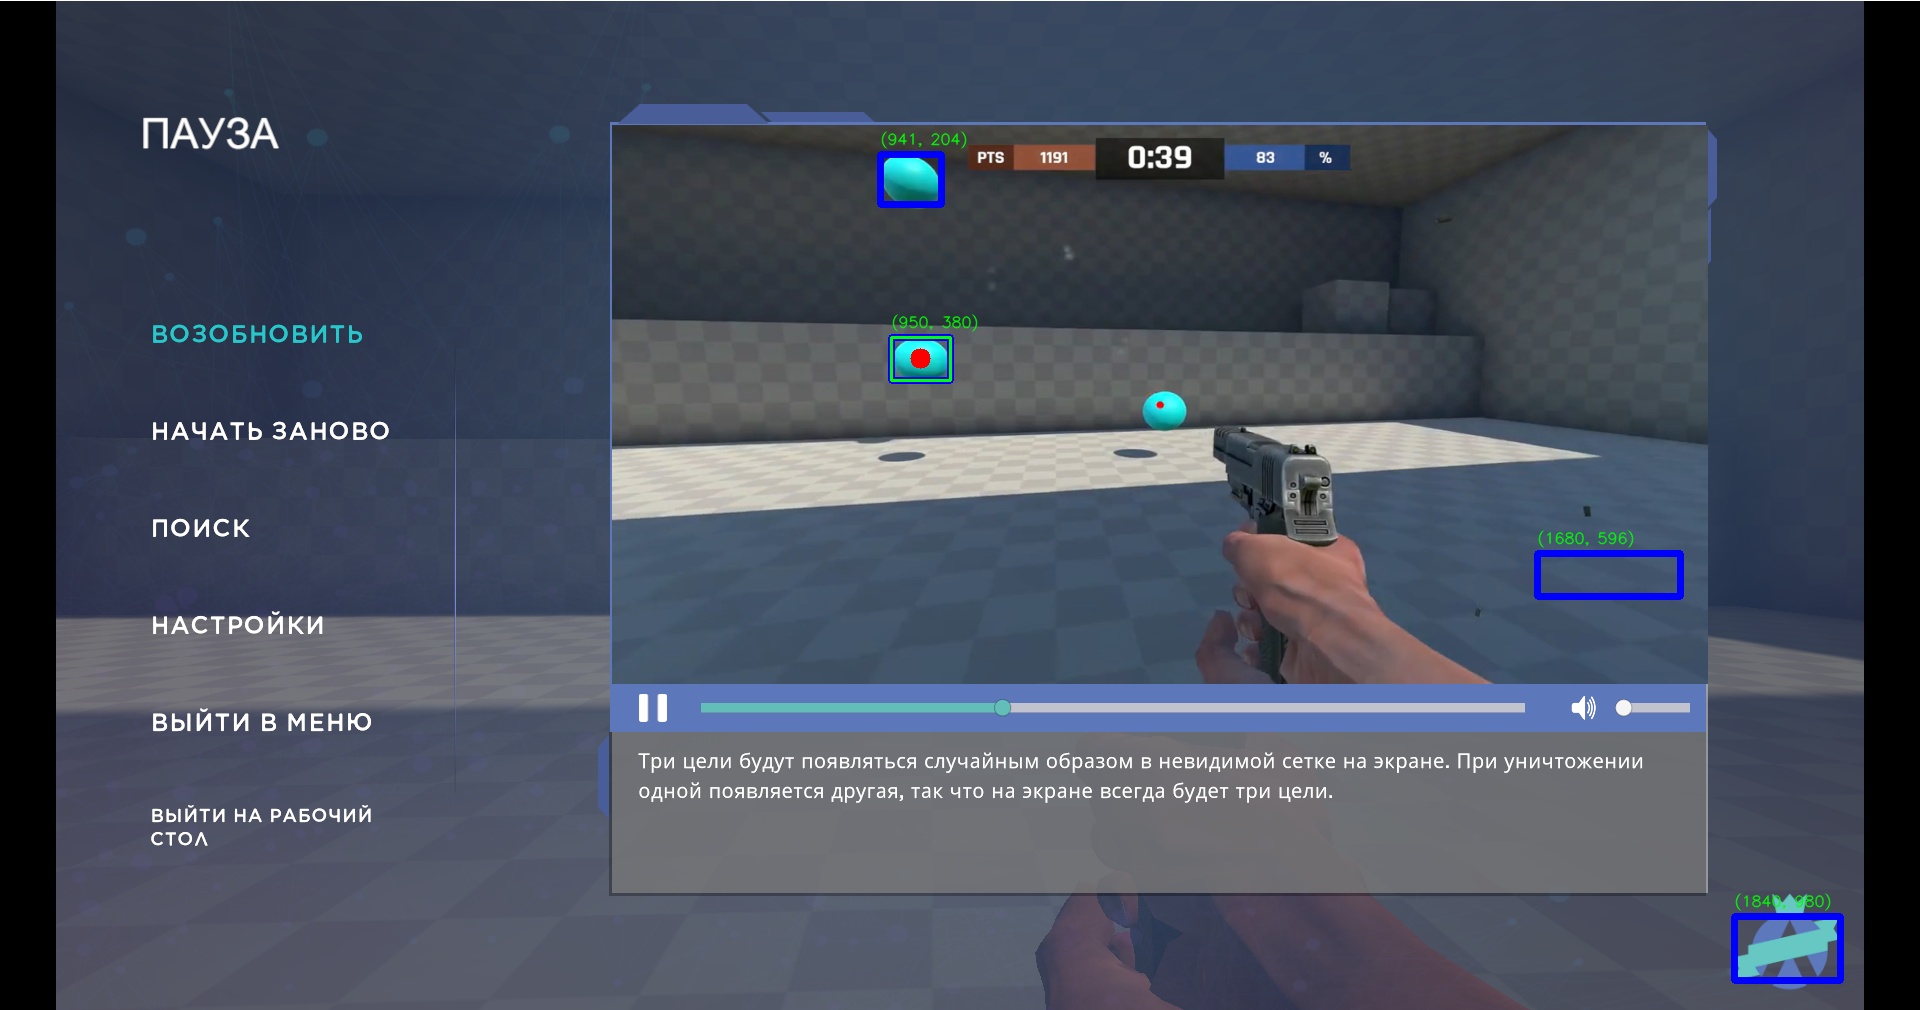 ПАУЗА
ВОЗОБНОВИТЬ
НАЧАТЬ ЗАНОВО
ПОИСК
НАСТРОЙКИ
ВЫЙТИ В МЕНЮ
ВЫЙТИ НА РАБОЧИЙ
СТОЛ
(941, 204)
PTS 1191 0:39 83 %
(950, 380)
(1680, 596)
Три цели будут появляться случайным образом в невидимой сетке на экране. При уничтожении
одной появляется другая, так что на экране всегда будет три цели.
(1840, 980)